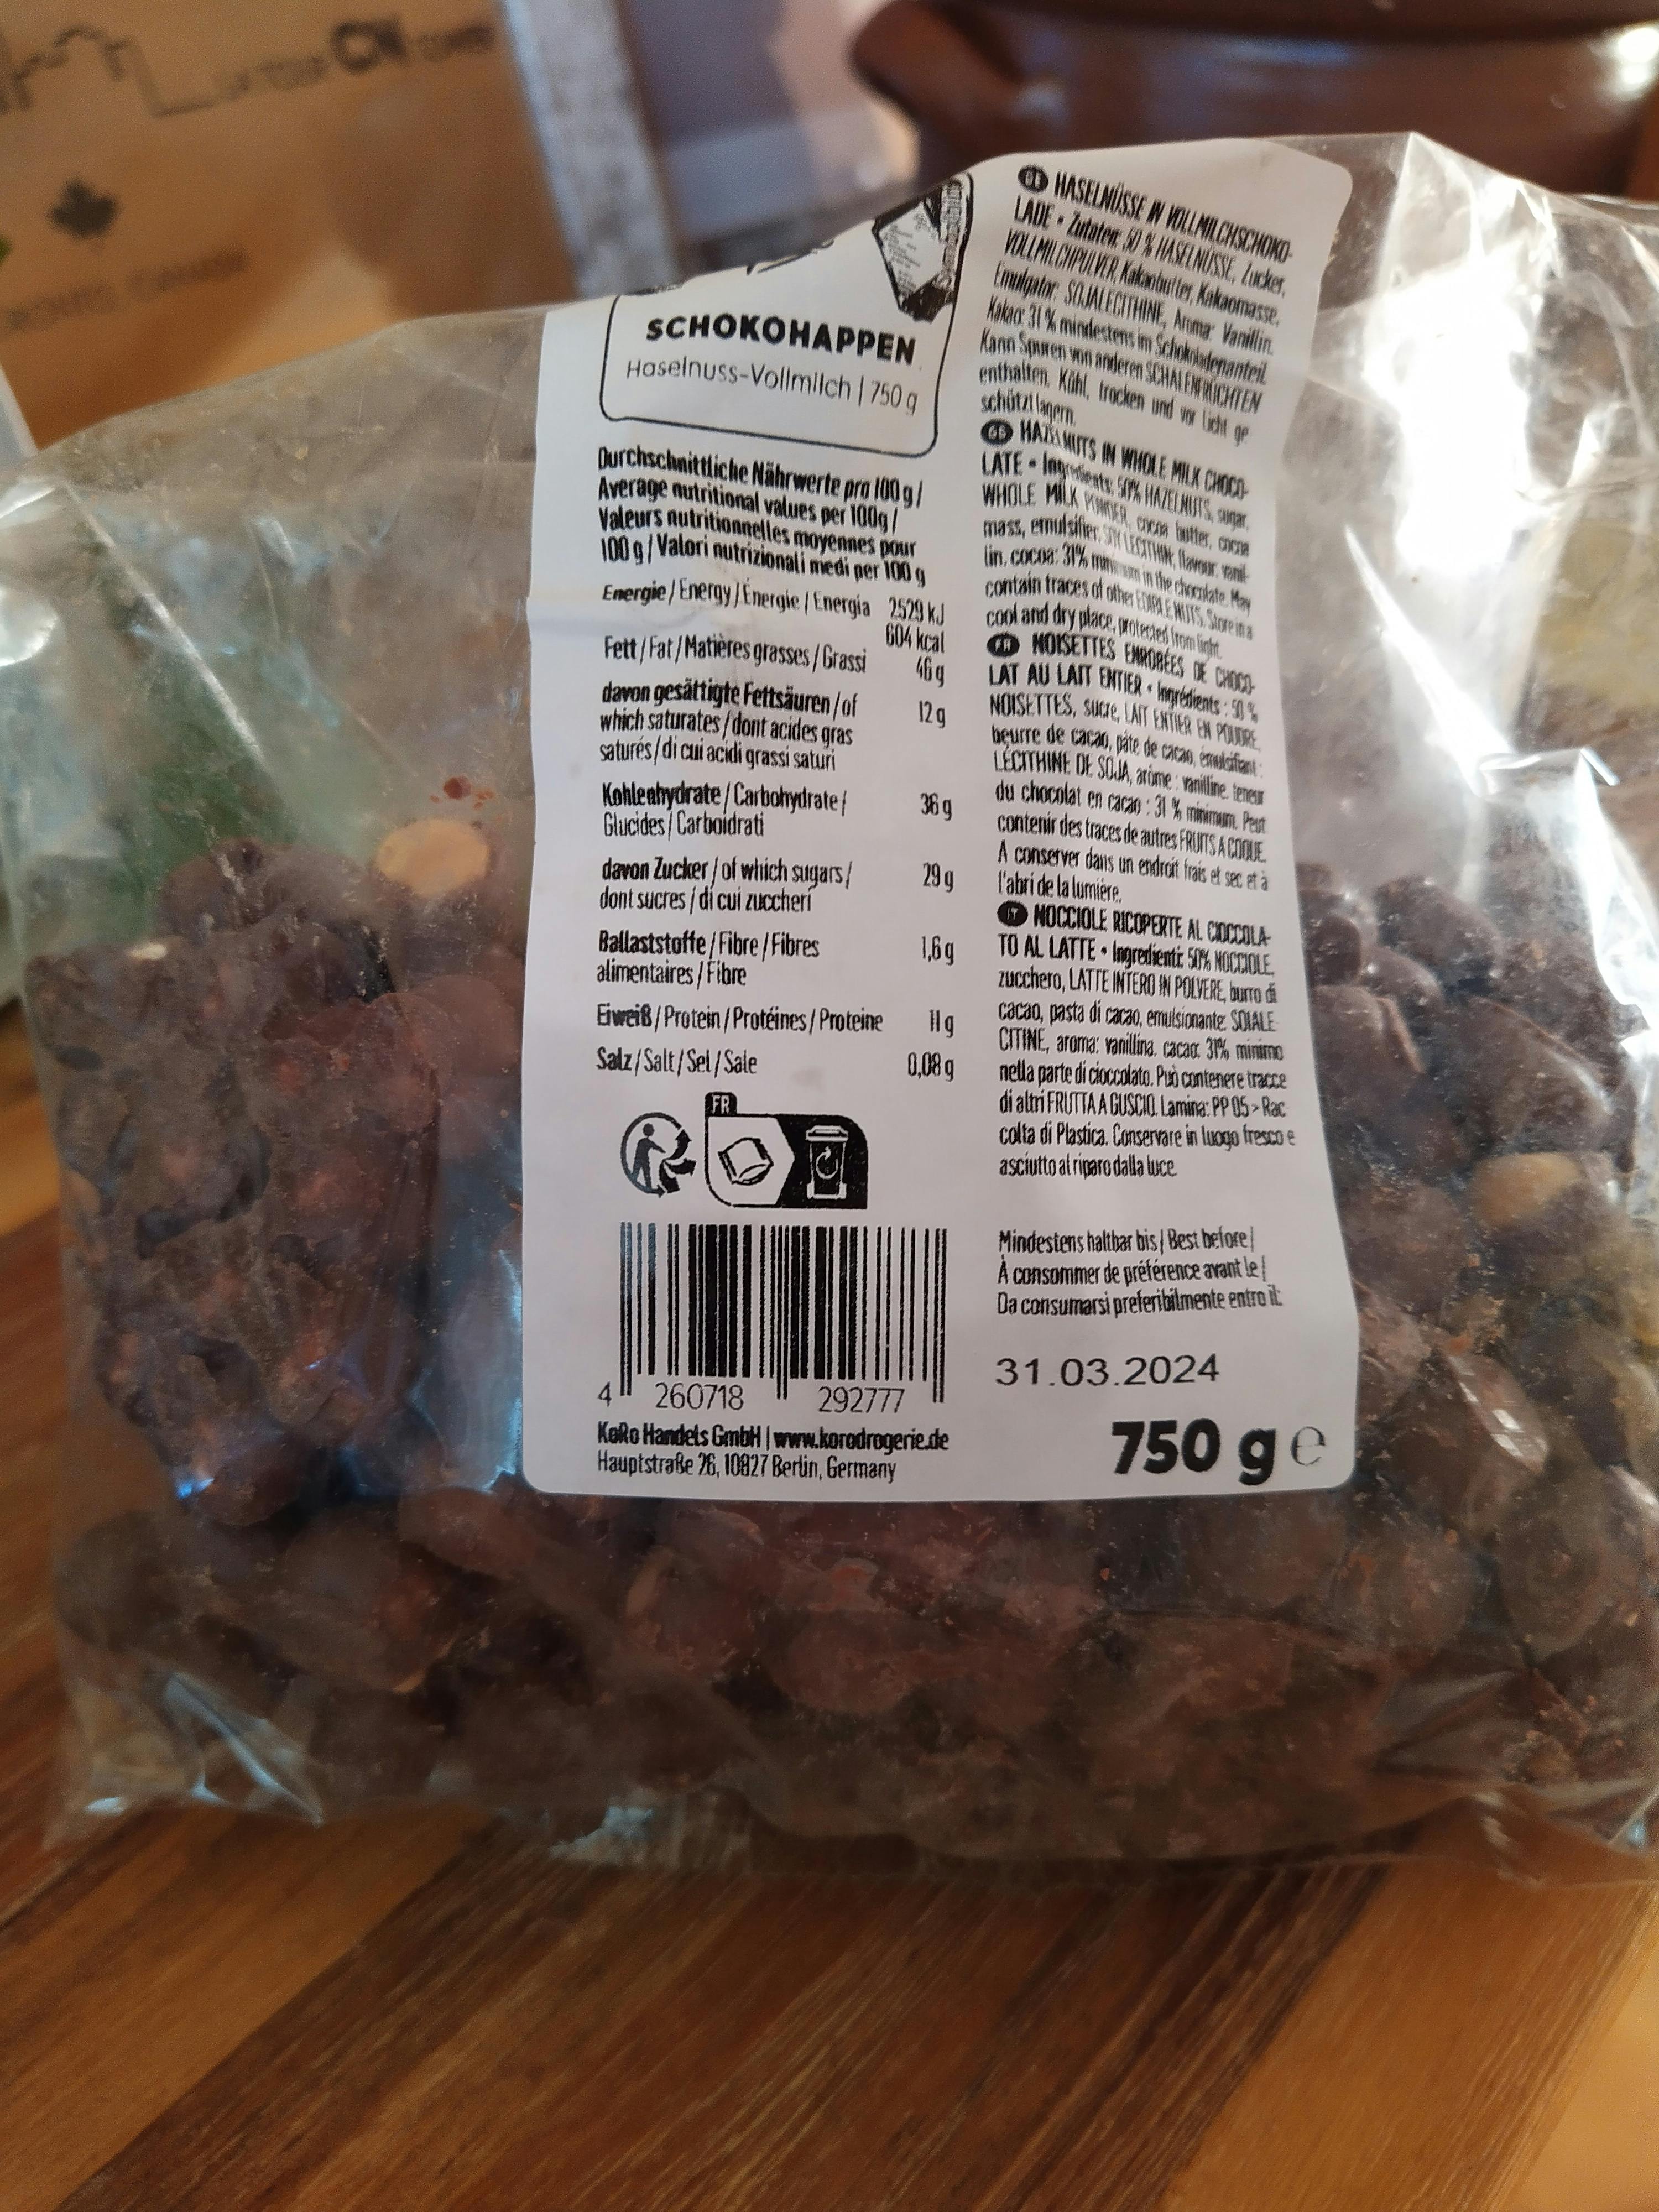 SCHOKOHAPPEN
Haselnuss-Vollmilch | 750 g
Durchschnittliche Nährwerte pro 100 g /
Average nutritional values per 100g /
Valeurs nutritionnelles moyennes pour
100 g / Valori nutrizionali medi per 100 g
Energie / Energy / Énergie / Energia 2529 kJ
604 kcal
Fett / Fat / Matières grasses / Grassi 46 g
davon gesättigte Fettsäuren / of 12 g
which saturates / dont acides gras
saturés / di cui acidi grassi saturi
Kohlenhydrate / Carbohydrate / 36 g
Glucides / Carboidrati
davon Zucker / of which sugars / 29 g
dont sucres / di cui zuccheri
Ballaststoffe / Fibre / Fibres 1,6 g
alimentaires / Fibre
Eiweiß / Protein / Protéines / Proteine 11 g
Salz / Salt / Sel / Sale 0,08 g
FR
4 260718 292777
KoRo Handels GmbH | www.korodrogerie.de
Hauptstraße 26, 10827 Berlin, Germany
DE HASELNÜSSE IN VOLLMILCHSCHOKO-
LADE • Zutaten: 50 % HASELNÜSSE, Zucker,
VOLLMILCHPULVER, Kakaobutter, Kakaomasse,
Emulgator: SOJALECITHINE, Aroma: Vanillin.
Kakao: 31 % mindestens im Schokoladenanteil.
Kann Spuren von anderen SCHALENFRÜCHTEN
enthalten. Kühl, trocken und vor Licht ge
schützt lagern.
GB HAZELNUTS IN WHOLE MILK CHOCO-
LATE • Ingredients: 50% HAZELNUTS, sugar,
WHOLE MILK POWDER, cocoa butter, cocoa
mass, emulsifier: SOY LECITHIN; flavour: vanil-
lin. cocoa: 31% minimum in the chocolate. May
contain traces of other EDIBLE NUTS. Store in a
cool and dry place, protected from light.
FR NOISETTES ENROBÉES DE CHOCO-
LAT AU LAIT ENTIER • Ingrédients : 50 %
NOISETTES, sucre, LAIT ENTIER EN POUDRE,
beurre de cacao, pâte de cacao, émulsifiant :
LÉCITHINE DE SOJA, arôme : vanilline. teneur
du chocolat en cacao : 31 % minimum. Peut
contenir des traces de autres FRUITS A COQUE.
A conserver dans un endroit frais et sec et à
l'abri de la lumière.
IT NOCCIOLE RICOPERTE AL CIOCCOLA-
TO AL LATTE • Ingredienti: 50% NOCCIOLE,
zucchero, LATTE INTERO IN POLVERE, burro di
cacao, pasta di cacao, emulsionante: SOIALE
CITINE, aroma: vanillina. cacao: 31% minimo
nella parte di cioccolato. Può contenere tracce
di altri FRUTTA A GUSCIO. Lamina: PP 05 > Rac
colta di Plastica. Conservare in luogo fresco e
asciutto al riparo dalla luce.
Mindestens haltbar bis | Best before |
À consommer de préférence avant le |
Da consumarsi preferibilmente entro il:
31.03.2024
750 g e